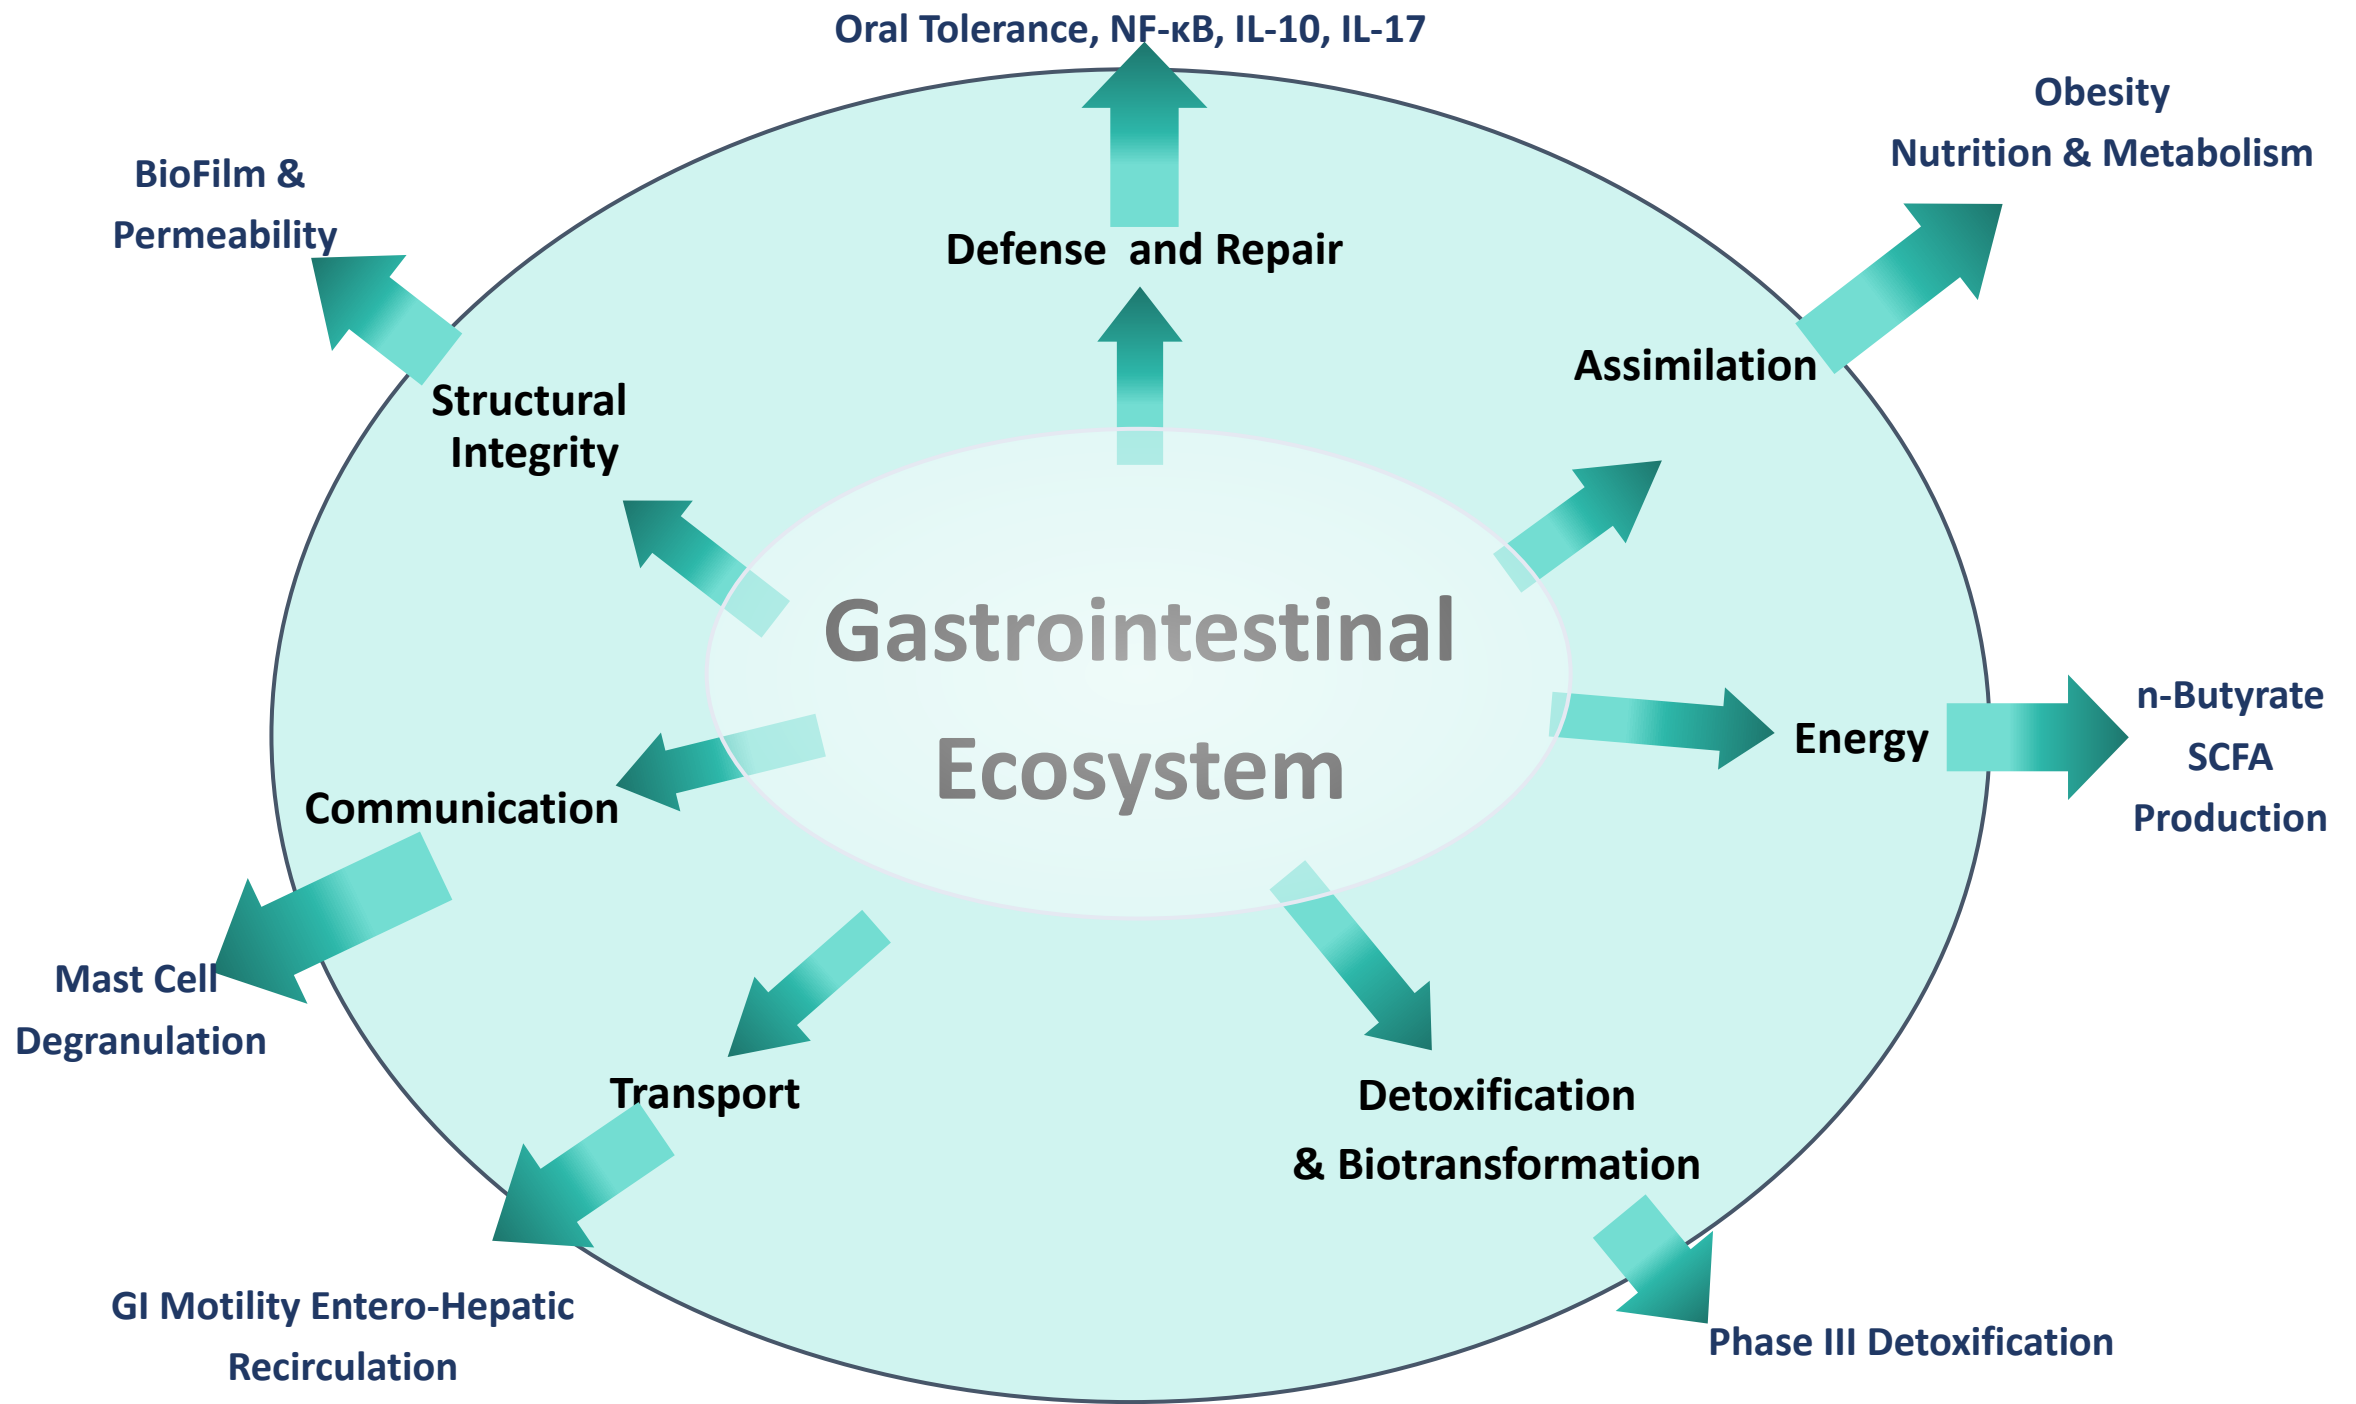 Oral Tolerance, NF-κB, IL-10, IL-17
Obesity
Nutrition & Metabolism
BioFilm &
Permeability
Defense and Repair
Assimilation
Structural
Integrity
Gastrointestinal
Ecosystem
n-Butyrate
SCFA
Production
Energy
Communication
Mast Cell
Degranulation
Transport
Detoxification
& Biotransformation
GI Motility Entero-Hepatic
Recirculation
Phase III Detoxification